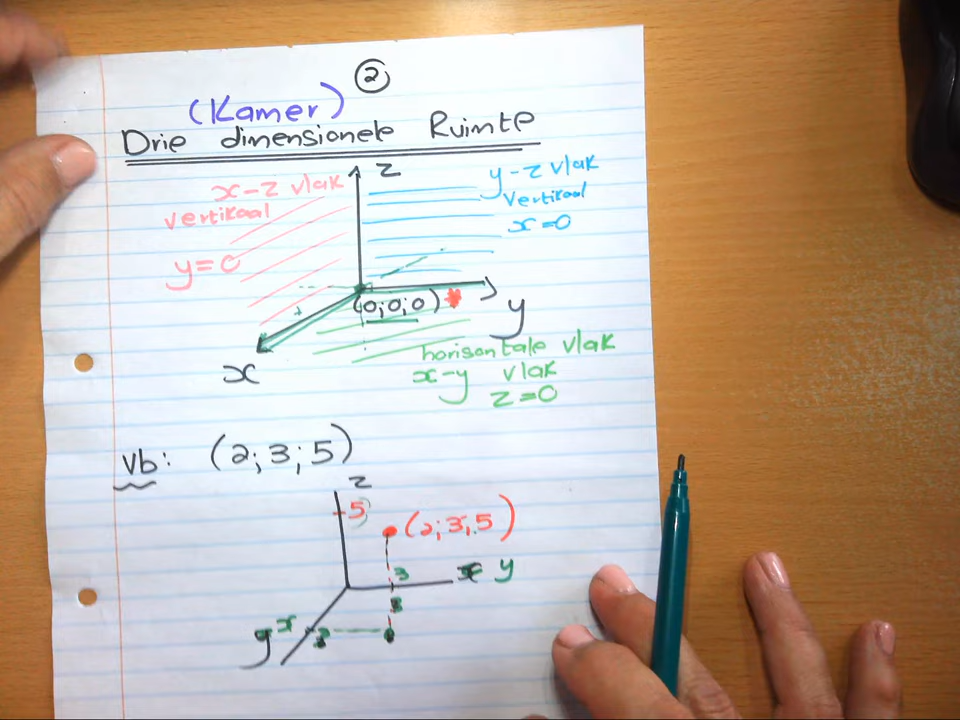 2
(Kamer)
Drie dimensionele Ruimte
z
x-z vlak
vertikaal
y=0
y-z vlak
vertikaal
x=0
(0;0;0)
y
x
horisontale vlak
x-y vlak
z=0
vb: (2;3;5)
z
5
(2;3;5)
3
y
x
2
y